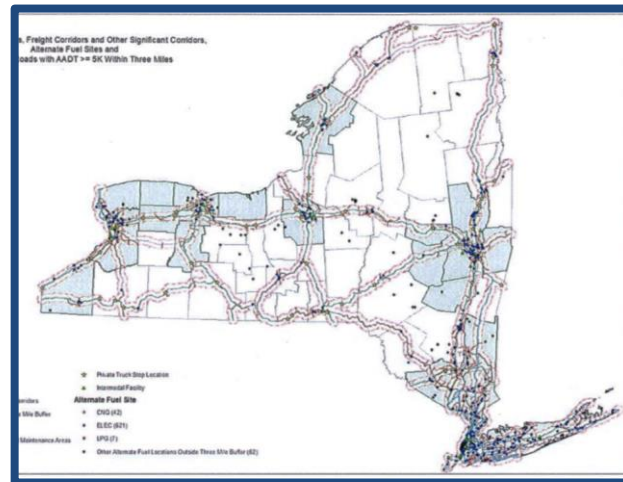 s, Freight Corridors and Other Significant Corridors,
Alternate Fuel Sites and
oads with AADT >= 5K Within Three Miles
Private Truck Stop Location
Intermodal Facility
orridors
Alternate Fuel Site
e Mile Buffer
CNG (42)
ELEC (621)
Maintenance Areas
LPG (7)
Other Alternate Fuel Locations Outside Three Mile Buffer (62)